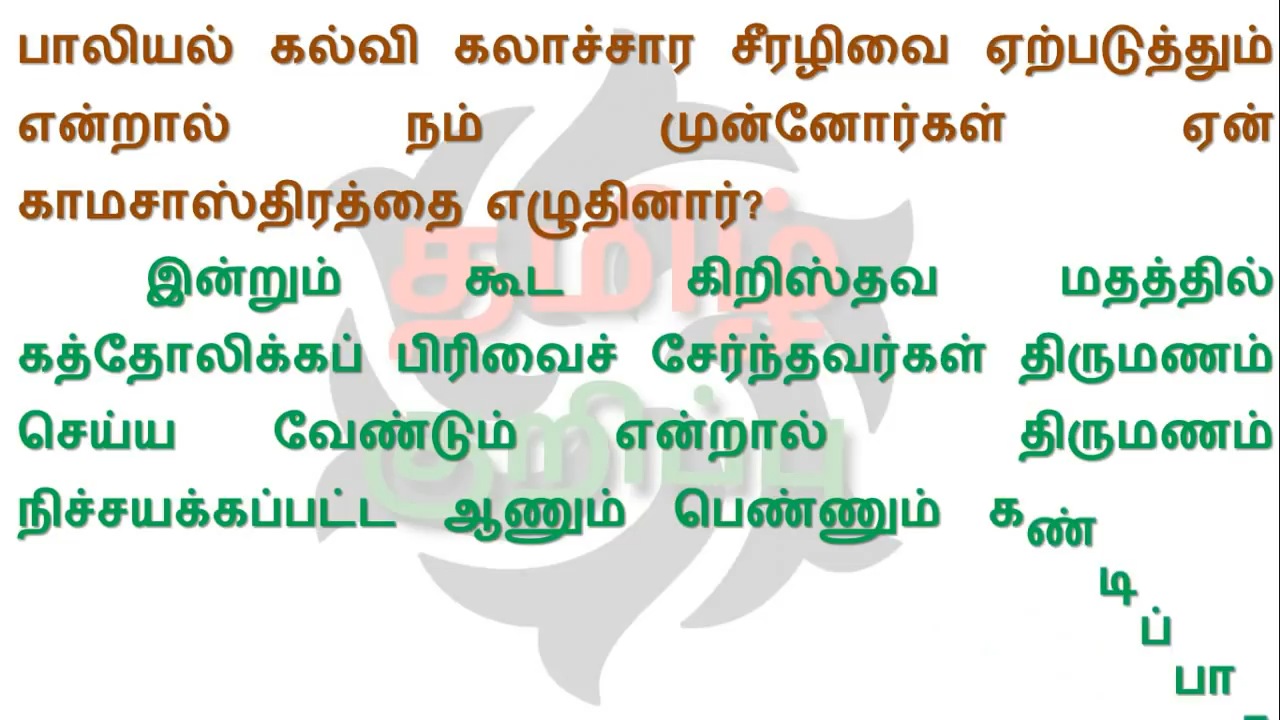 பாலியல் கல்வி கலாச்சார சீரழிவை ஏற்படுத்தும்
என்றால் நம் முன்னோர்கள் ஏன்
காமசாஸ்திரத்தை எழுதினார்?
இன்றும் கூட கிறிஸ்தவ மதத்தில்
கத்தோலிக்கப் பிரிவைச் சேர்ந்தவர்கள் திருமணம்
செய்ய வேண்டும் என்றால் திருமணம்
நிச்சயக்கப்பட்ட ஆணும் பெண்ணும் கண்டிப்பா
தமிழ்
குறிப்பு